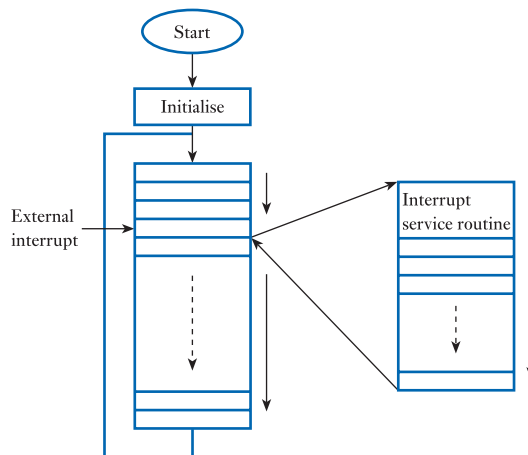 Start
Initialise
External
interrupt
Interrupt
service routine